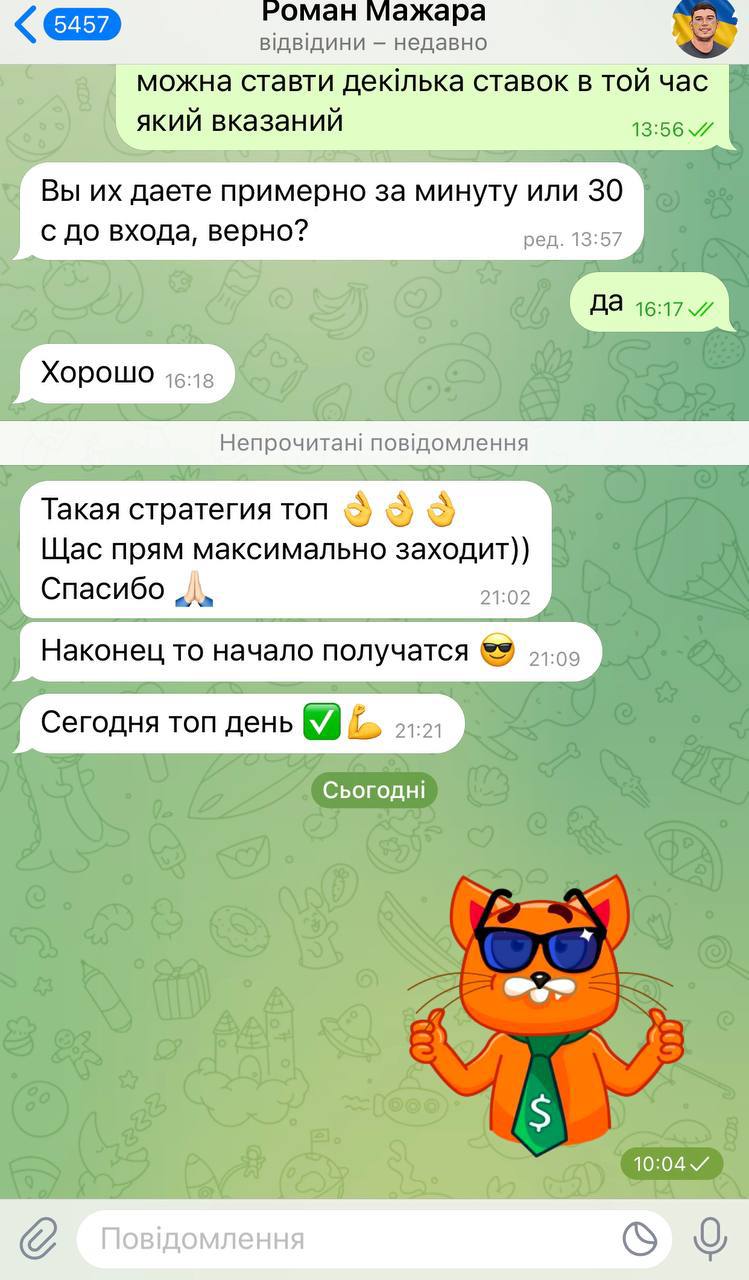 5457
Роман Мажара
відвідини – недавно
можна ставти декілька ставок в той час
який вказаний
13:56
Вы их даете примерно за минуту или 30
с до входа, верно?
ред. 13:57
да 16:17
Хорошо 16:18
Непрочитані повідомлення
Такая стратегия топ 👌👌👌
Щас прям максимально заходит))
Спасибо 🙏🏻
21:02
Наконец то начало получатся 😎 21:09
Сегодня топ день ✅💪 21:21
Сьогодні
$
10:04
Повідомлення